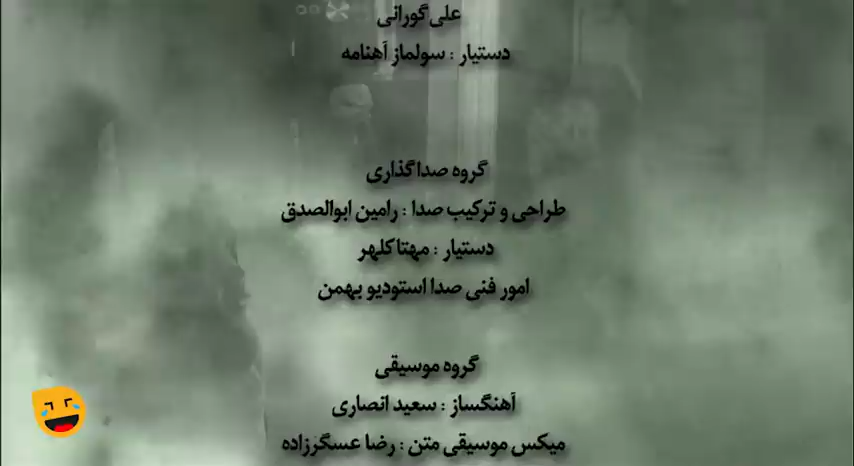 علی گورانی
دستیار : سولماز آهنامه
گروه صداگذاری
طراحی و ترکیب صدا : رامین ابوالصدق
دستیار : مهتا کلهر
امور فنی صدا استودیو بهمن
گروه موسیقی
آهنگساز : سعید انصاری
میکس موسیقی متن : رضا عسگرزاده